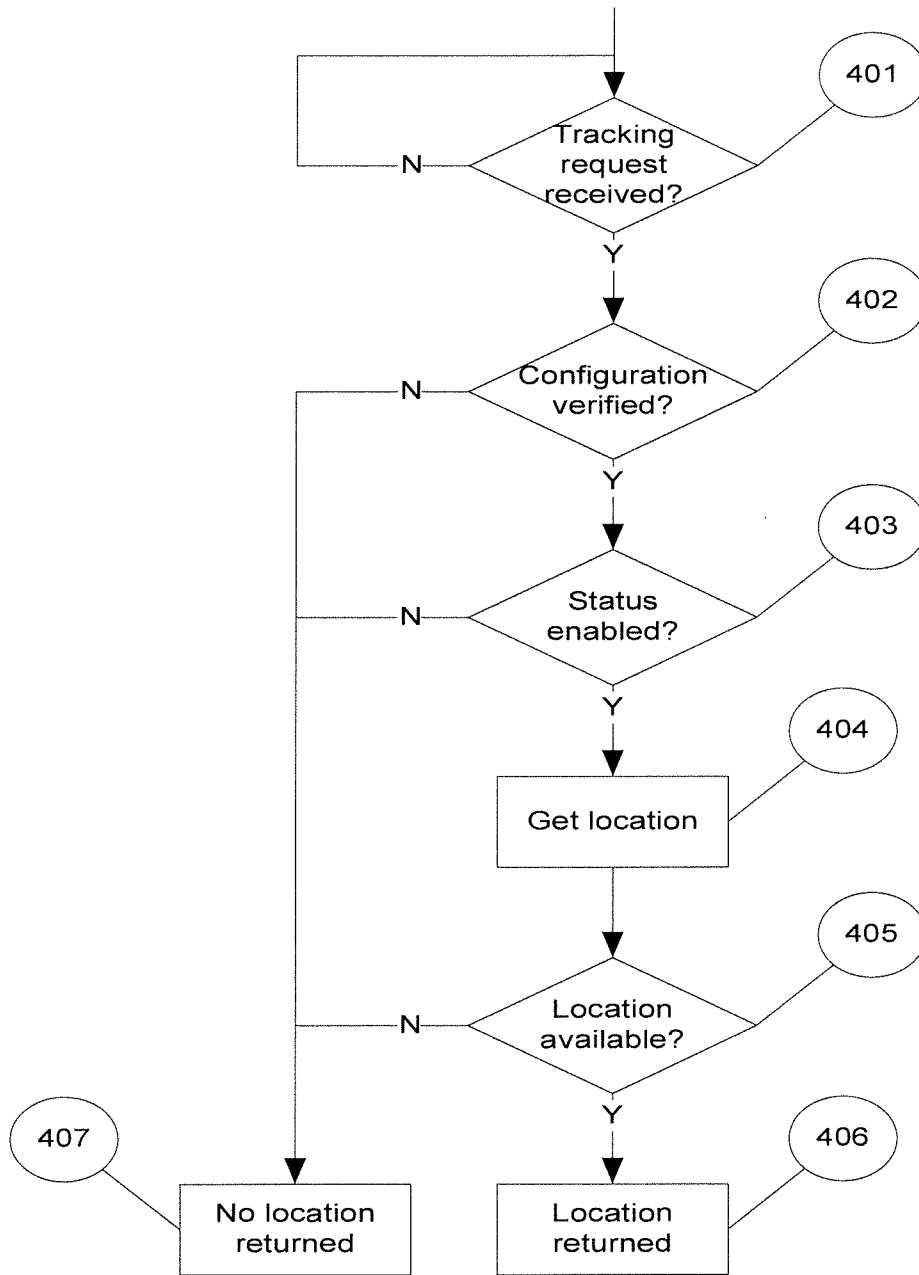 401
Tracking
request
received?
N
Y
402
Configuration
verified?
N
Y
403
Status
enabled?
N
Y
404
Get location
405
Location
available?
N
Y
407
406
No location
returned
Location
returned